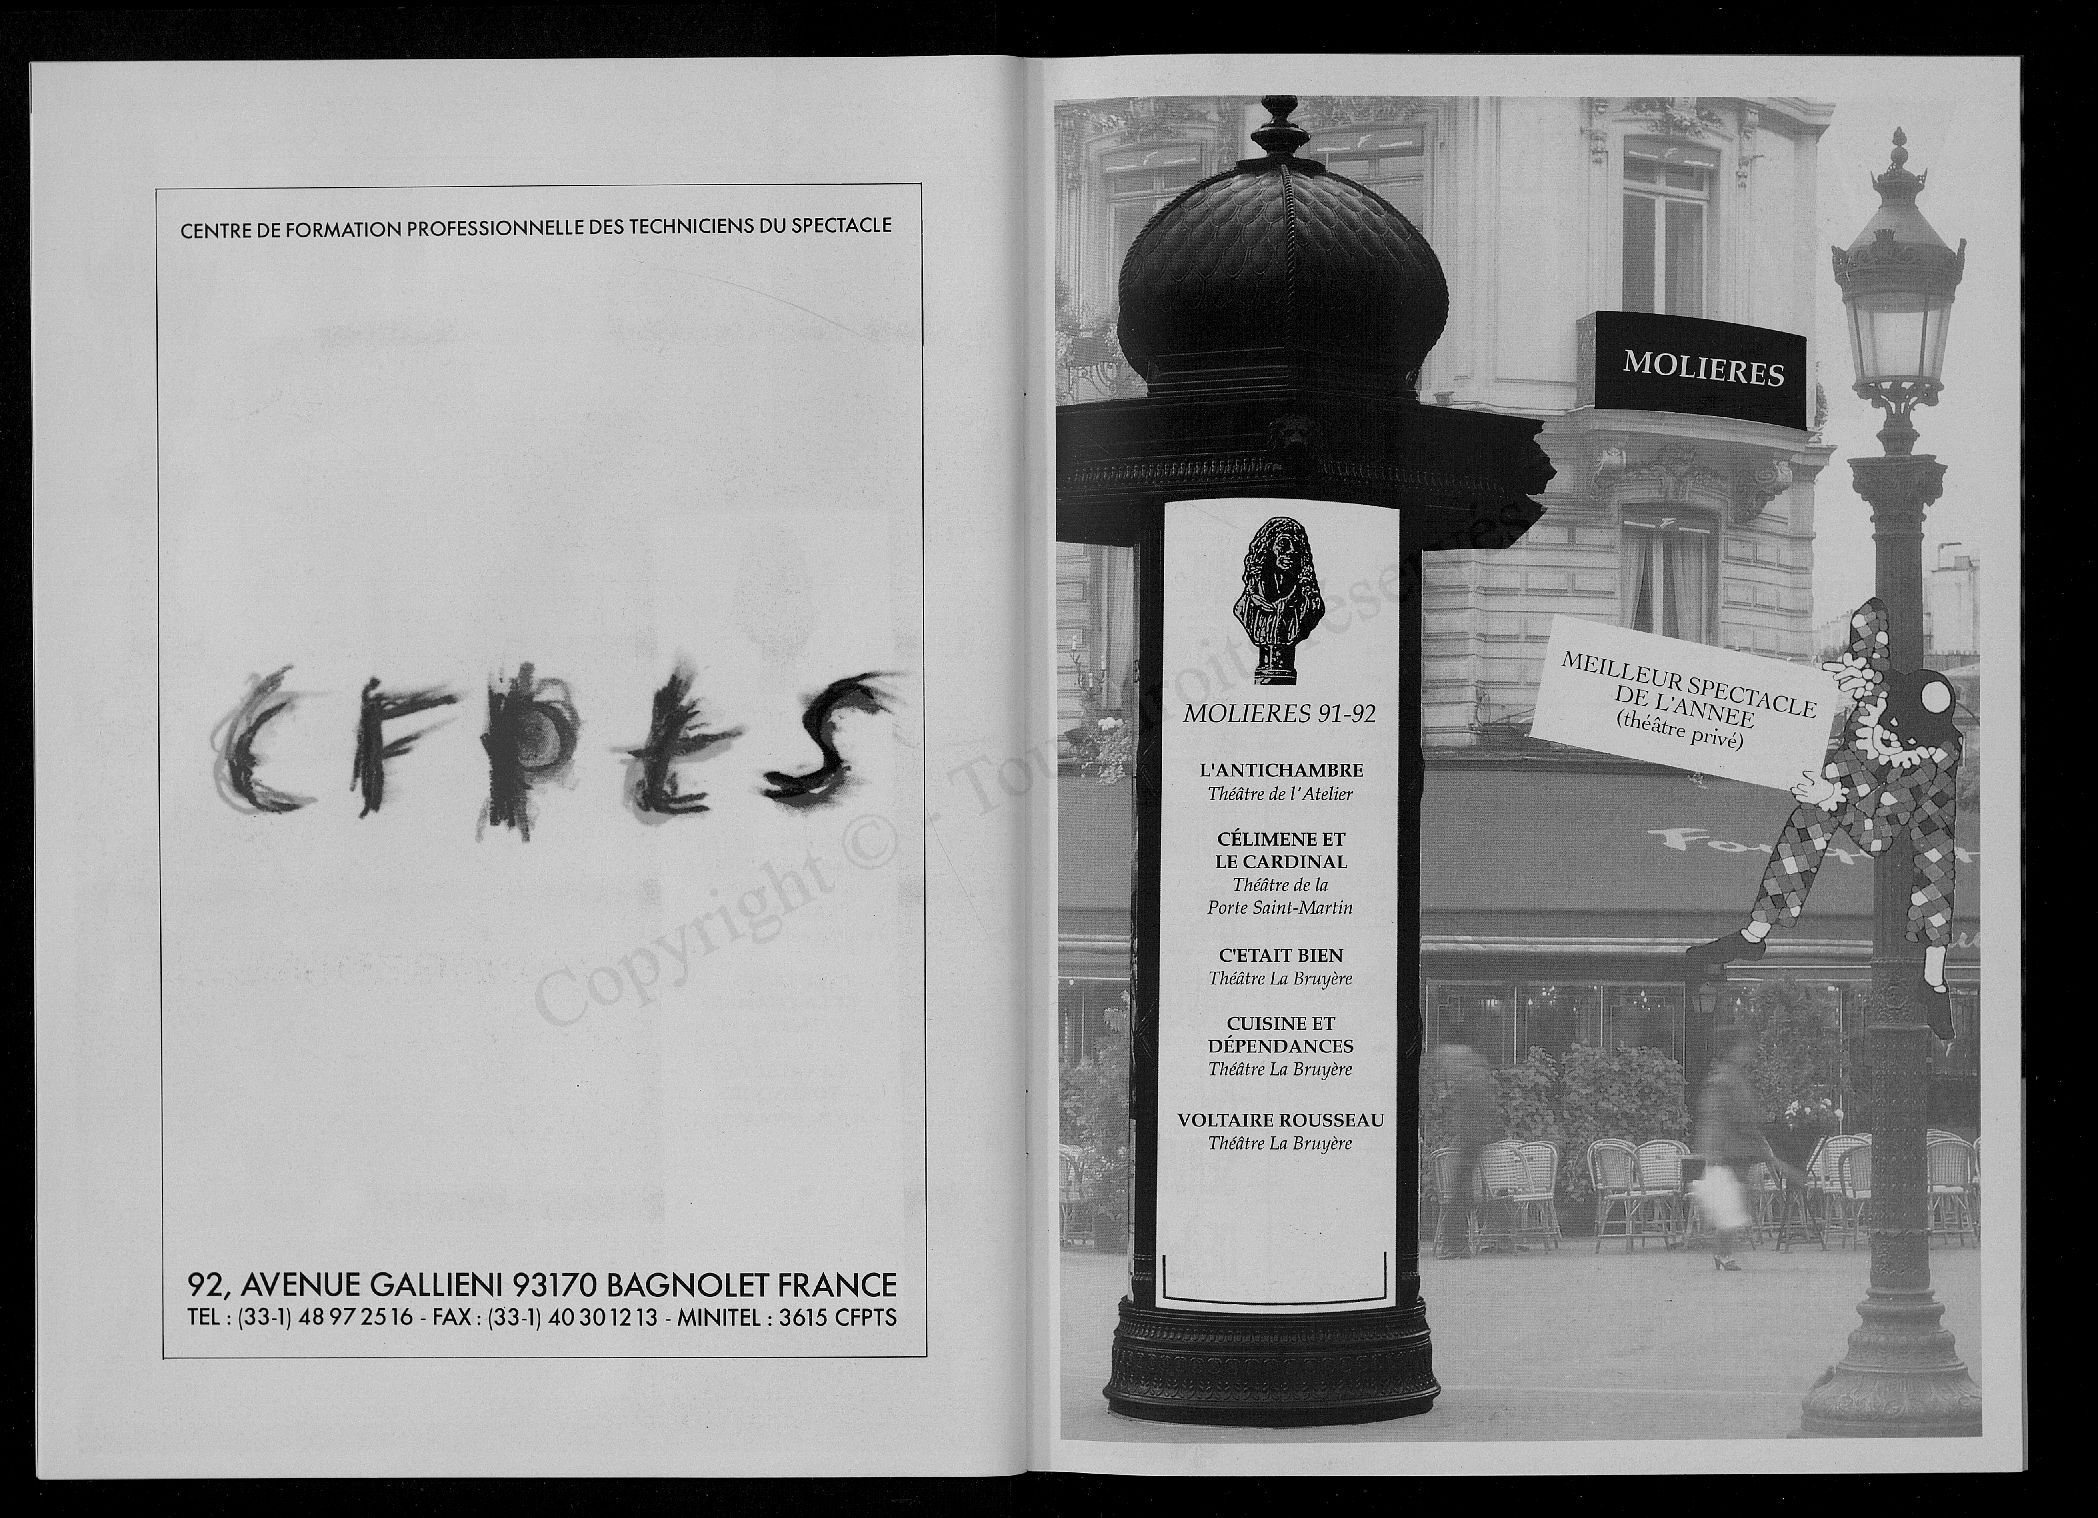 CENTRE DE FORMATION PROFESSIONNELLE DES TECHNICIENS DU SPECTACLE
CFPtS
92, AVENUE GALLIENI 93170 BAGNOLET FRANCE
TEL : (33-1) 48 97 25 16 - FAX : (33-1) 40 30 12 13 - MINITEL : 3615 CFPTS
Copyright © - Tous droits réservés
MOLIERES
MEILLEUR SPECTACLE
DE L'ANNEE
(théâtre privé)
MOLIERES 91-92
L'ANTICHAMBRE
Théâtre de l'Atelier
CÉLIMENE ET
LE CARDINAL
Théâtre de la
Porte Saint-Martin
C'ETAIT BIEN
Théâtre La Bruyère
CUISINE ET
DÉPENDANCES
Théâtre La Bruyère
VOLTAIRE ROUSSEAU
Théâtre La Bruyère